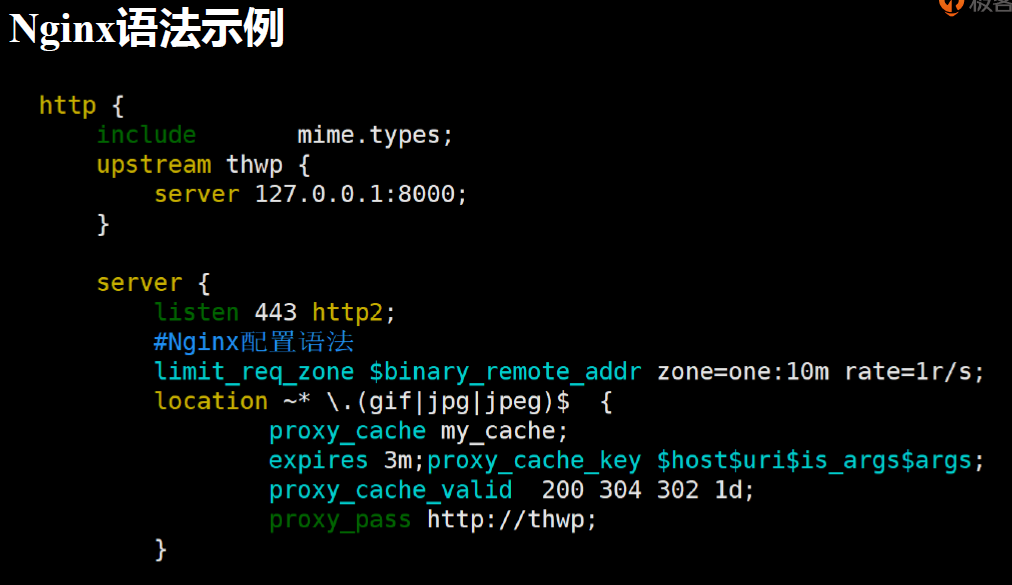 极客
Nginx语法示例
http {
include mime.types;
upstream thwp {
server 127.0.0.1:8000;
}
server {
listen 443 http2;
#Nginx配置语法
limit_req_zone $binary_remote_addr zone=one:10m rate=1r/s;
location ~* \.(gif|jpg|jpeg)$ {
proxy_cache my_cache;
expires 3m;proxy_cache_key $host$uri$is_args$args;
proxy_cache_valid 200 304 302 1d;
proxy_pass http://thwp;
}